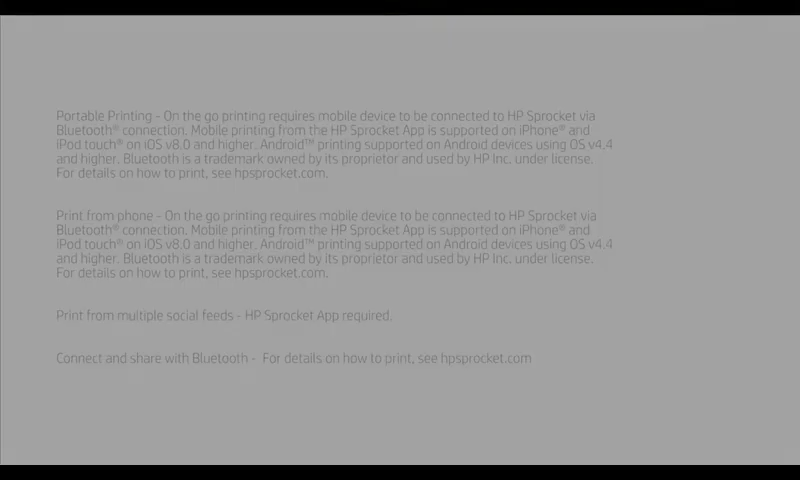 Portable Printing - On the go printing requires mobile device to be connected to HP Sprocket via
Bluetooth® connection. Mobile printing from the HP Sprocket App is supported on iPhone® and
iPod touch® on iOS v8.0 and higher. Android™ printing supported on Android devices using OS v4.4
and higher. Bluetooth is a trademark owned by its proprietor and used by HP Inc. under license.
For details on how to print, see hpsprocket.com.
Print from phone - On the go printing requires mobile device to be connected to HP Sprocket via
Bluetooth® connection. Mobile printing from the HP Sprocket App is supported on iPhone® and
iPod touch® on iOS v8.0 and higher. Android™ printing supported on Android devices using OS v4.4
and higher. Bluetooth is a trademark owned by its proprietor and used by HP Inc. under license.
For details on how to print, see hpsprocket.com.
Print from multiple social feeds - HP Sprocket App required.
Connect and share with Bluetooth - For details on how to print, see hpsprocket.com